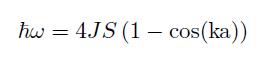 ħω = 4JS (1 − cos(ka))